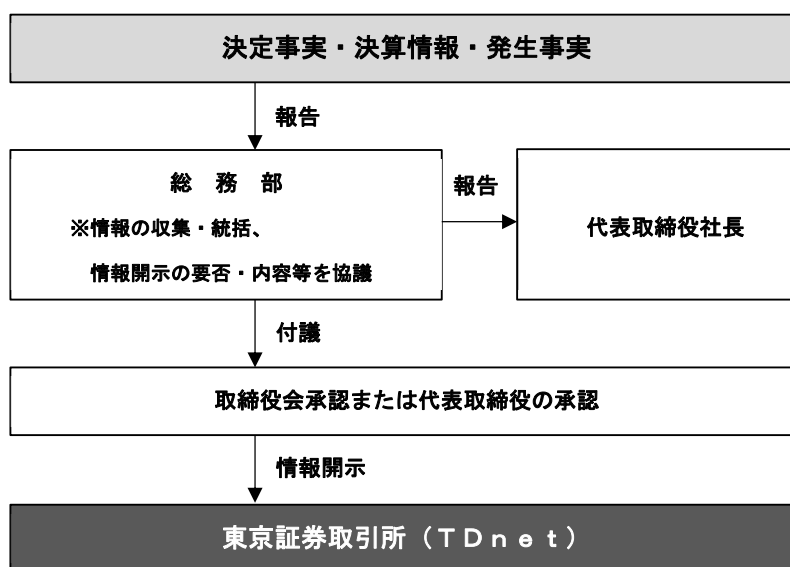 決定事実・決算情報・発生事実
報告
総　務　部
※情報の収集・統括、
情報開示の要否・内容等を協議
報告
代表取締役社長
付議
取締役会承認または代表取締役の承認
情報開示
東京証券取引所（ＴＤｎｅｔ）